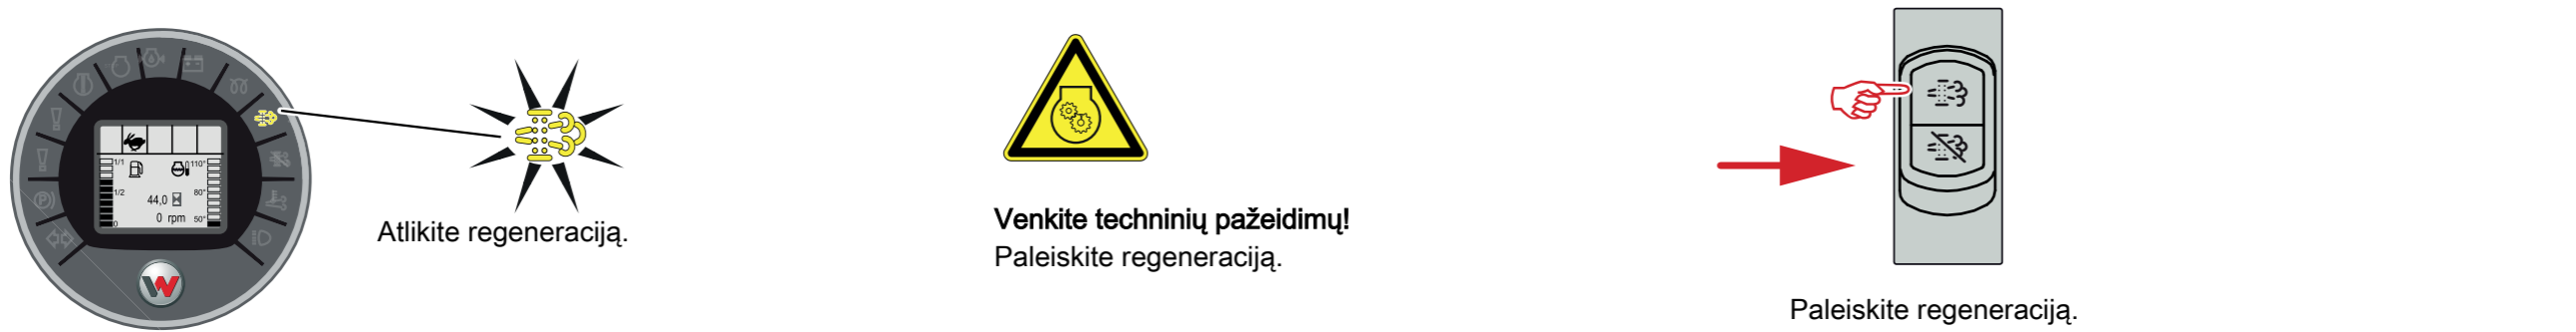 1/1
110°
1/2
80°
44,0
0 rpm
50°
0
Atlikite regeneraciją.
Venkite techninių pažeidimų!
Paleiskite regeneraciją.
Paleiskite regeneraciją.